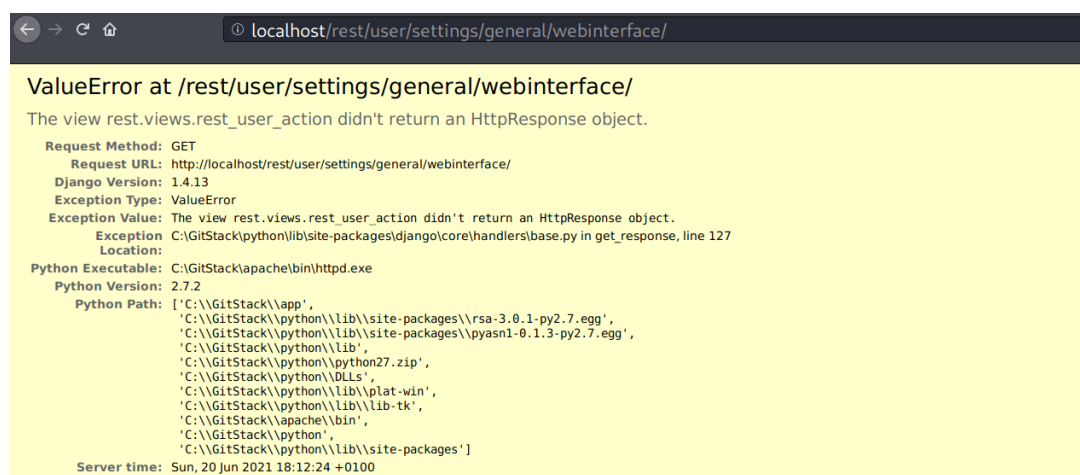 localhost/rest/user/settings/general/webinterface/
ValueError at /rest/user/settings/general/webinterface/
The view rest.views.rest_user_action didn't return an HttpResponse object.
Request Method: GET
Request URL: http://localhost/rest/user/settings/general/webinterface/
Django Version: 1.4.13
Exception Type: ValueError
Exception Value: The view rest.views.rest_user_action didn't return an HttpResponse object.
Exception Location: C:\GitStack\python\lib\site-packages\django\core\handlers\base.py in get_response, line 127
Python Executable: C:\GitStack\apache\bin\httpd.exe
Python Version: 2.7.2
Python Path: ['C:\\GitStack\\app',
'C:\\GitStack\\python\\lib\\site-packages\\rsa-3.0.1-py2.7.egg',
'C:\\GitStack\\python\\lib\\site-packages\\pyasn1-0.1.3-py2.7.egg',
'C:\\GitStack\\python\\lib',
'C:\\GitStack\\python\\python27.zip',
'C:\\GitStack\\python\\DLLs',
'C:\\GitStack\\python\\lib\\plat-win',
'C:\\GitStack\\python\\lib\\lib-tk',
'C:\\GitStack\\apache\\bin',
'C:\\GitStack\\python',
'C:\\GitStack\\python\\lib\\site-packages']
Server time: Sun, 20 Jun 2021 18:12:24 +0100